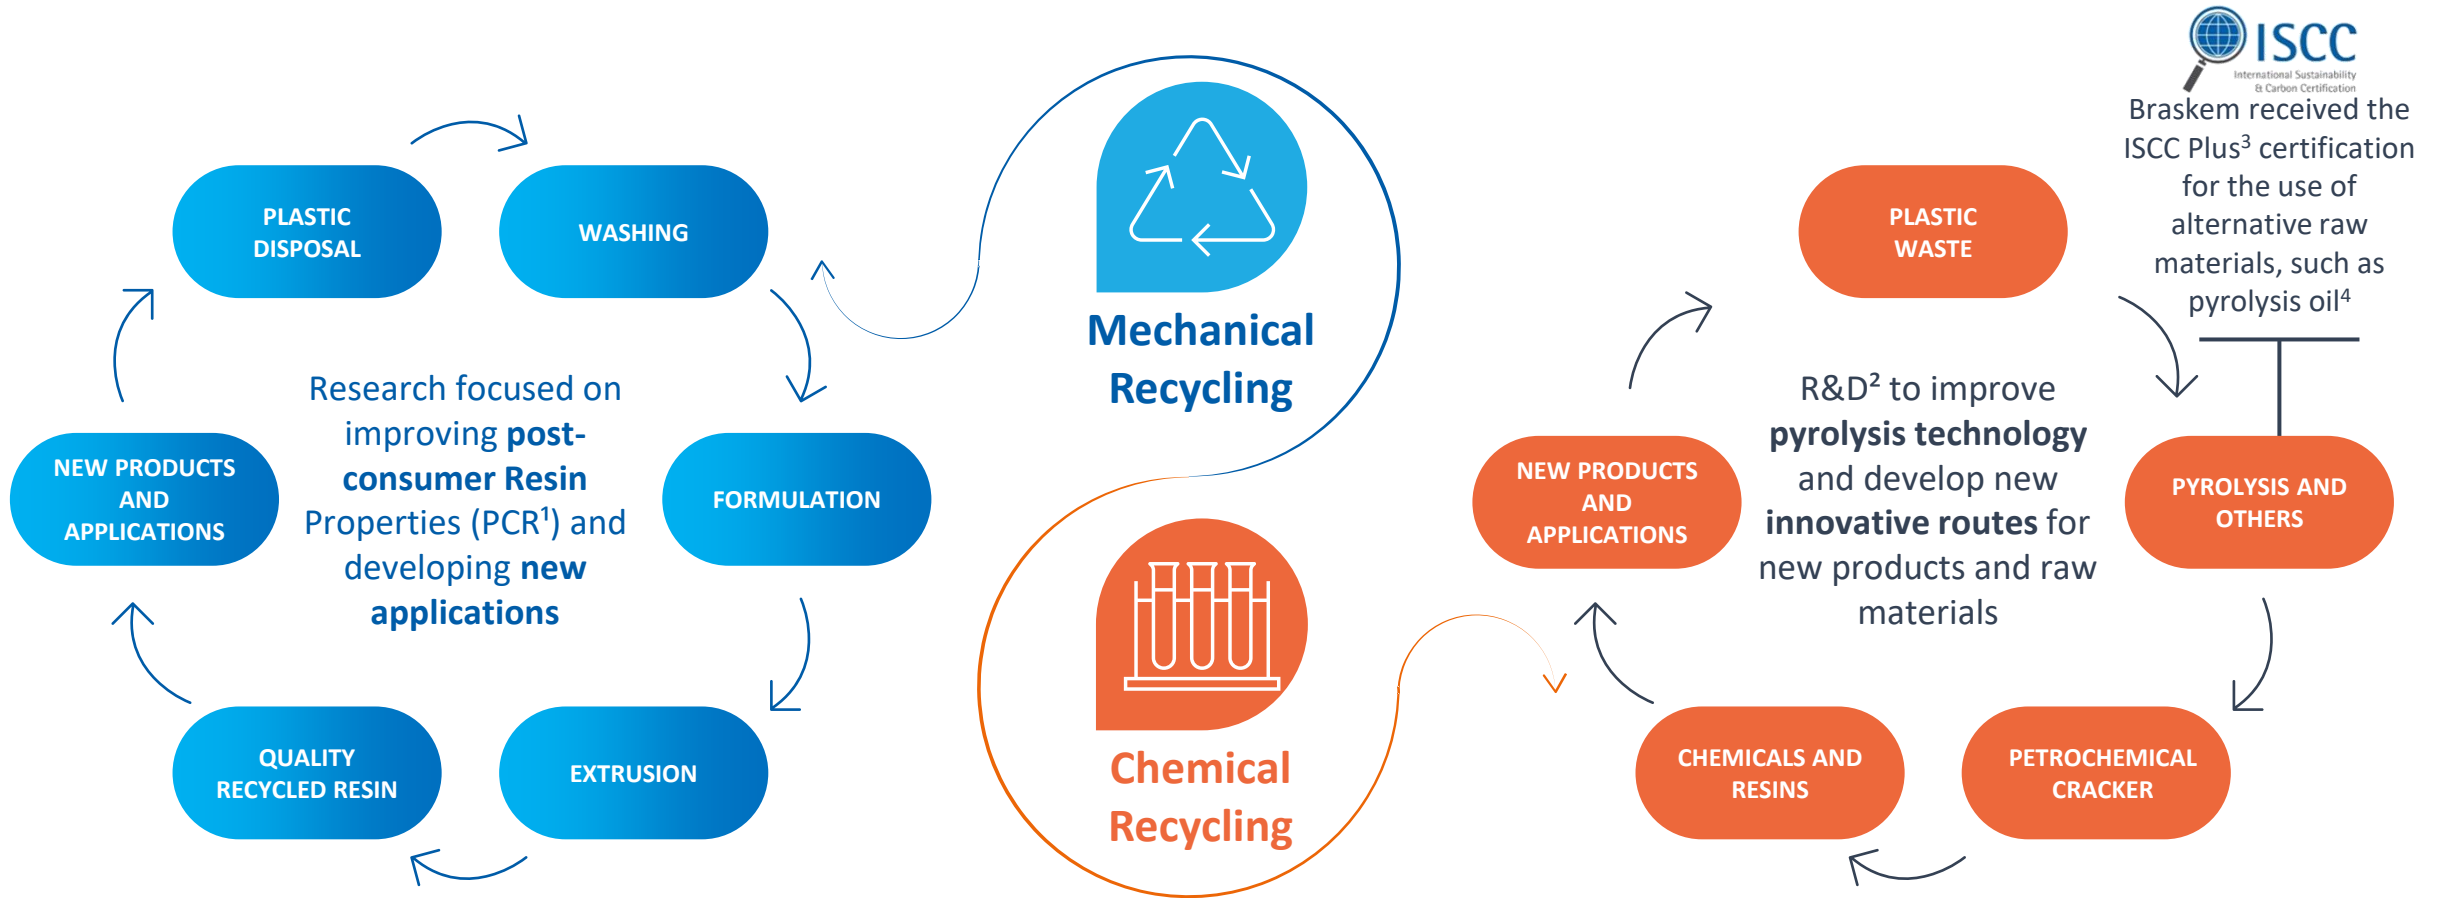 PLASTIC
DISPOSAL
WASHING
FORMULATION
EXTRUSION
QUALITY
RECYCLED RESIN
NEW PRODUCTS
AND
APPLICATIONS
Research focused on
improving post-
consumer Resin
Properties (PCR¹) and
developing new
applications
Mechanical
Recycling
Chemical
Recycling
ISCC
International Sustainability
& Carbon Certification
Braskem received the
ISCC Plus³ certification
for the use of
alternative raw
materials, such as
pyrolysis oil⁴
PLASTIC
WASTE
PYROLYSIS AND
OTHERS
PETROCHEMICAL
CRACKER
CHEMICALS AND
RESINS
NEW PRODUCTS
AND
APPLICATIONS
R&D² to improve
pyrolysis technology
and develop new
innovative routes for
new products and raw
materials